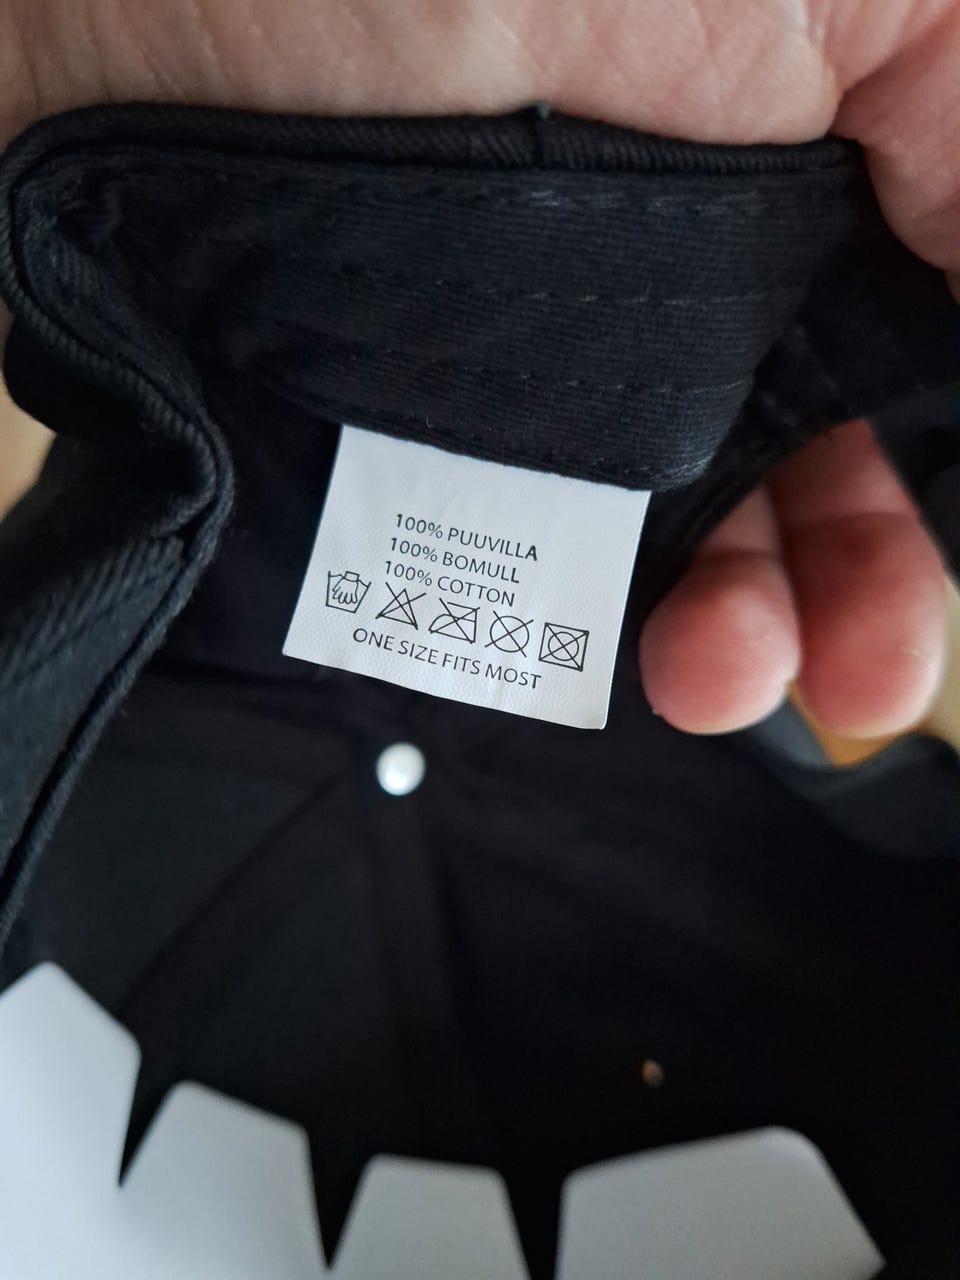 100% PUUVILLA
100% BOMULL
100% COTTON
ONE SIZE FITS MOST